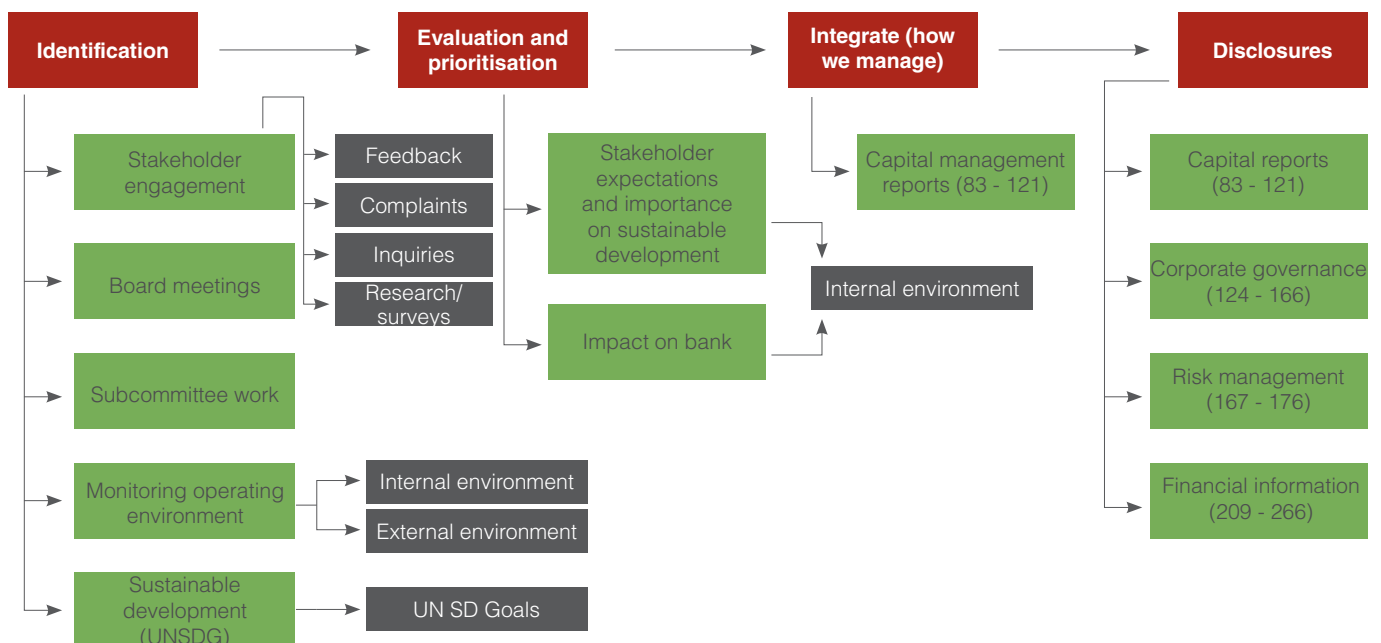 Identification
Evaluation and
prioritisation
Integrate (how
we manage)
Disclosures
Stakeholder
engagement
Board meetings
Subcommittee work
Monitoring operating
environment
Sustainable
development
(UNSDG)
Feedback
Complaints
Inquiries
Research/
surveys
Internal environment
External environment
UN SD Goals
Stakeholder
expectations
and importance
on sustainable
development
Impact on bank
Internal environment
Capital management
reports (83 - 121)
Capital reports
(83 - 121)
Corporate governance
(124 - 166)
Risk management
(167 - 176)
Financial information
(209 - 266)